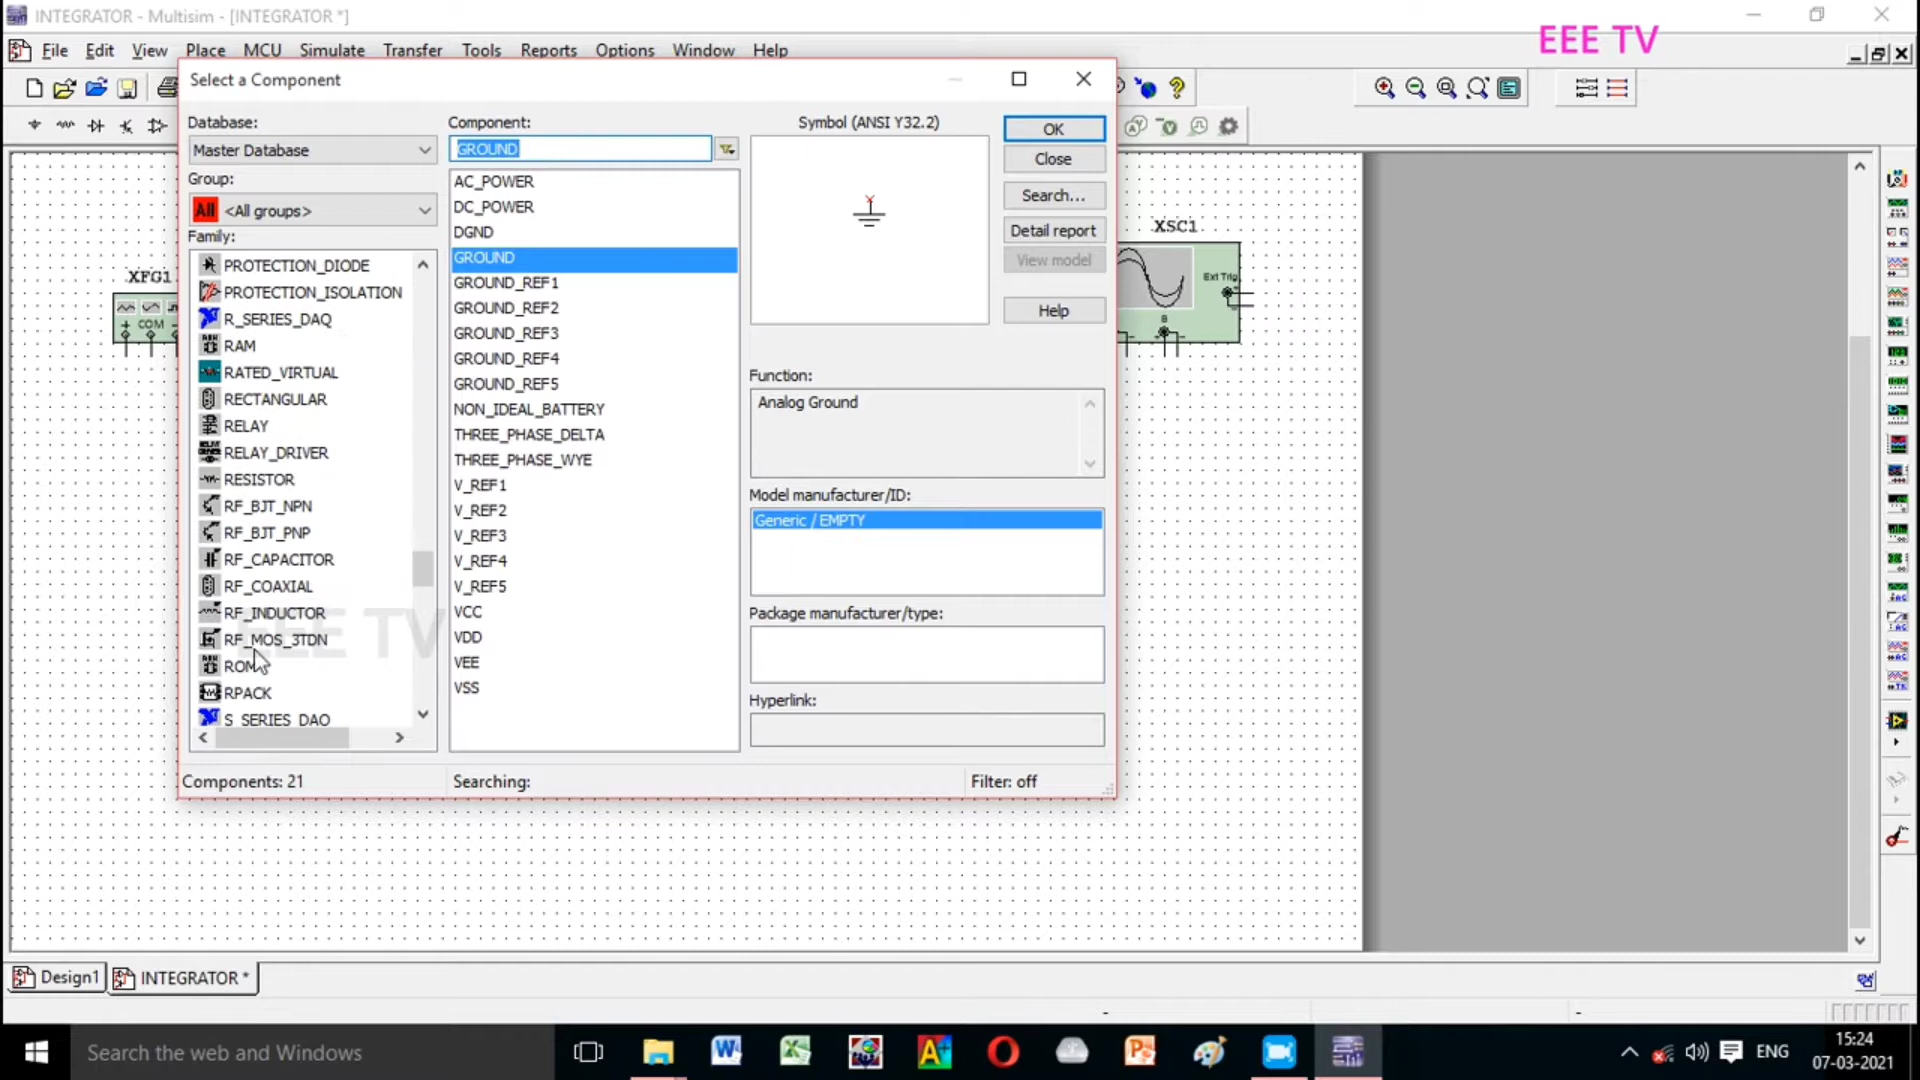 INTEGRATOR - Multisim - [INTEGRATOR *]
EEE TV
File Edit View Place MCU Simulate Transfer Tools Reports Options Window Help
Select a Component
Database:
Master Database
Group:
All <All groups>
Family:
PROTECTION_DIODE
PROTECTION_ISOLATION
R_SERIES_DAQ
RAM
RATED_VIRTUAL
RECTANGULAR
RELAY
RELAY_DRIVER
RESISTOR
RF_BJT_NPN
RF_BJT_PNP
RF_CAPACITOR
RF_COAXIAL
RF_INDUCTOR
RF_MOS_3TDN
ROM
RPACK
S_SERIES_DAQ
Component:
GROUND
AC_POWER
DC_POWER
DGND
GROUND
GROUND_REF1
GROUND_REF2
GROUND_REF3
GROUND_REF4
GROUND_REF5
NON_IDEAL_BATTERY
THREE_PHASE_DELTA
THREE_PHASE_WYE
V_REF1
V_REF2
V_REF3
V_REF4
V_REF5
VCC
VDD
VEE
VSS
Symbol (ANSI Y32.2)
OK
Close
Search...
Detail report
View model
Help
Function:
Analog Ground
Model manufacturer/ID:
Generic / EMPTY
Package manufacturer/type:
Hyperlink:
Components: 21
Searching:
Filter: off
XFG1
COM
XSC1
Ext Trig
B
EEE TV
Design1
INTEGRATOR *
Search the web and Windows
ENG
15:24
07-03-2021